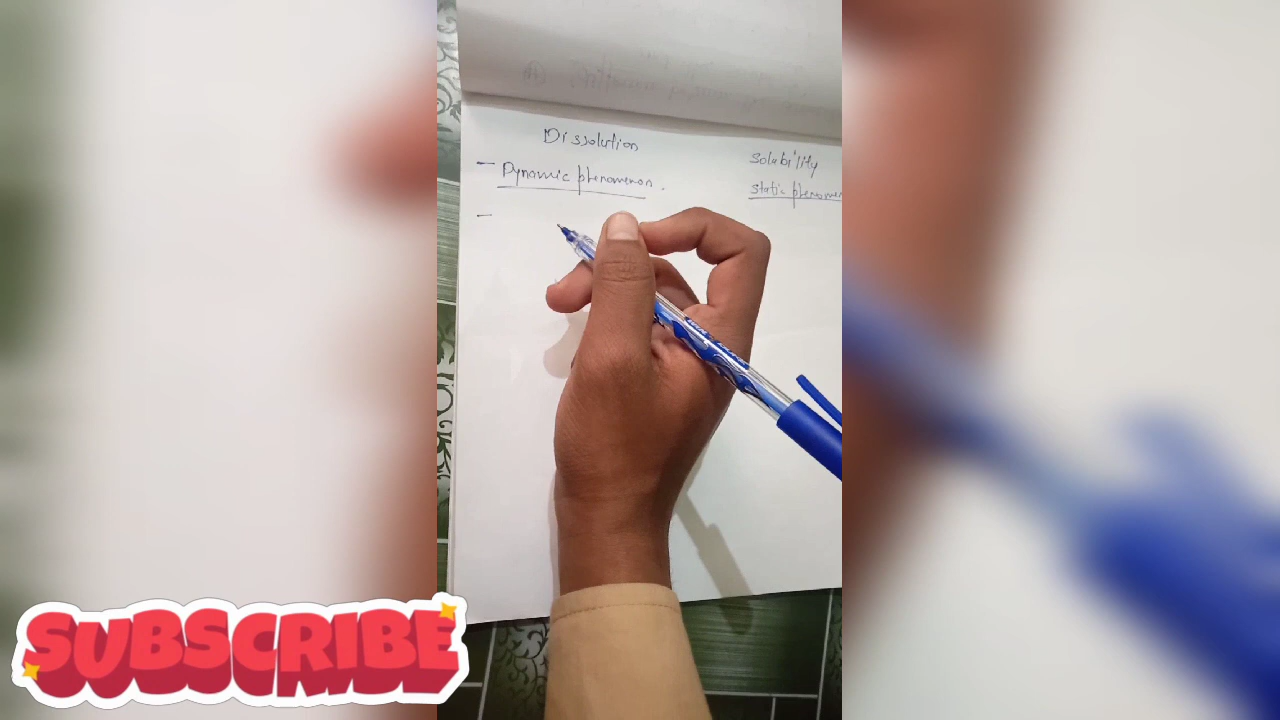 Dissolution
Solubility
- Dynamic phenomenon.
static phenomen
-
SUBSCRIBE